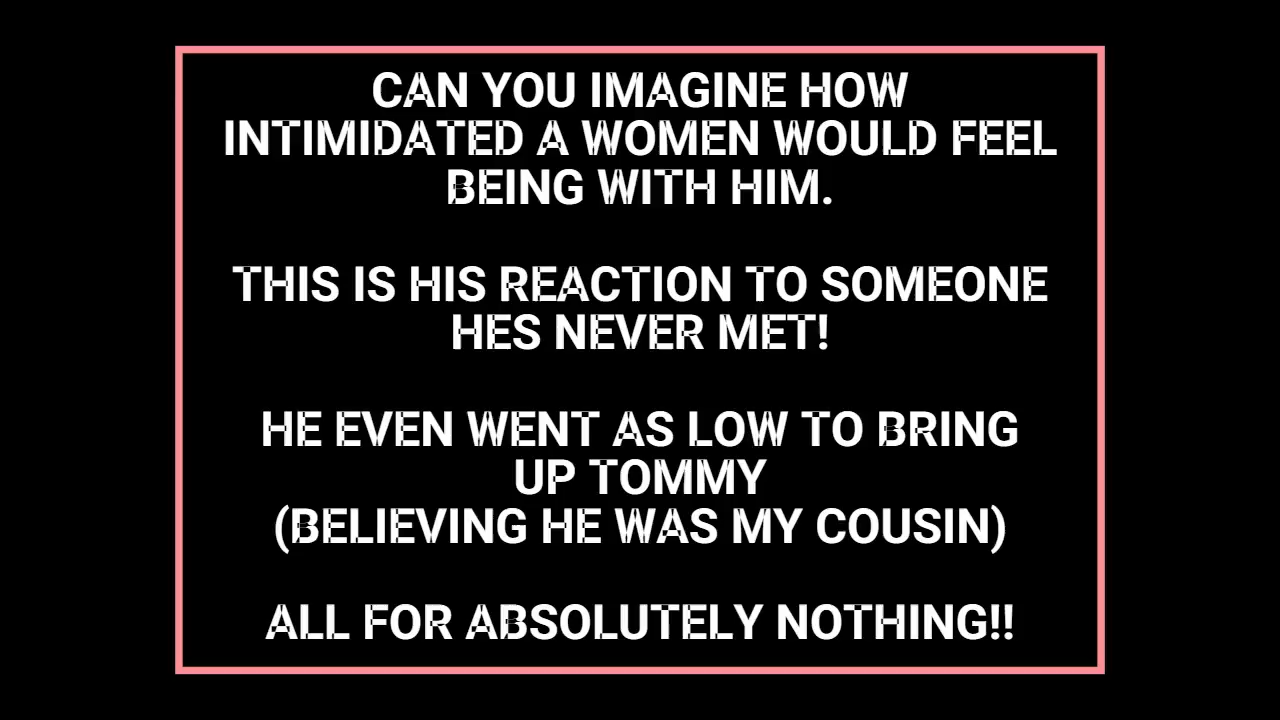 CAN YOU IMAGINE HOW
INTIMIDATED A WOMEN WOULD FEEL
BEING WITH HIM.
THIS IS HIS REACTION TO SOMEONE
HES NEVER MET!
HE EVEN WENT AS LOW TO BRING
UP TOMMY
(BELIEVING HE WAS MY COUSIN)
ALL FOR ABSOLUTELY NOTHING!!